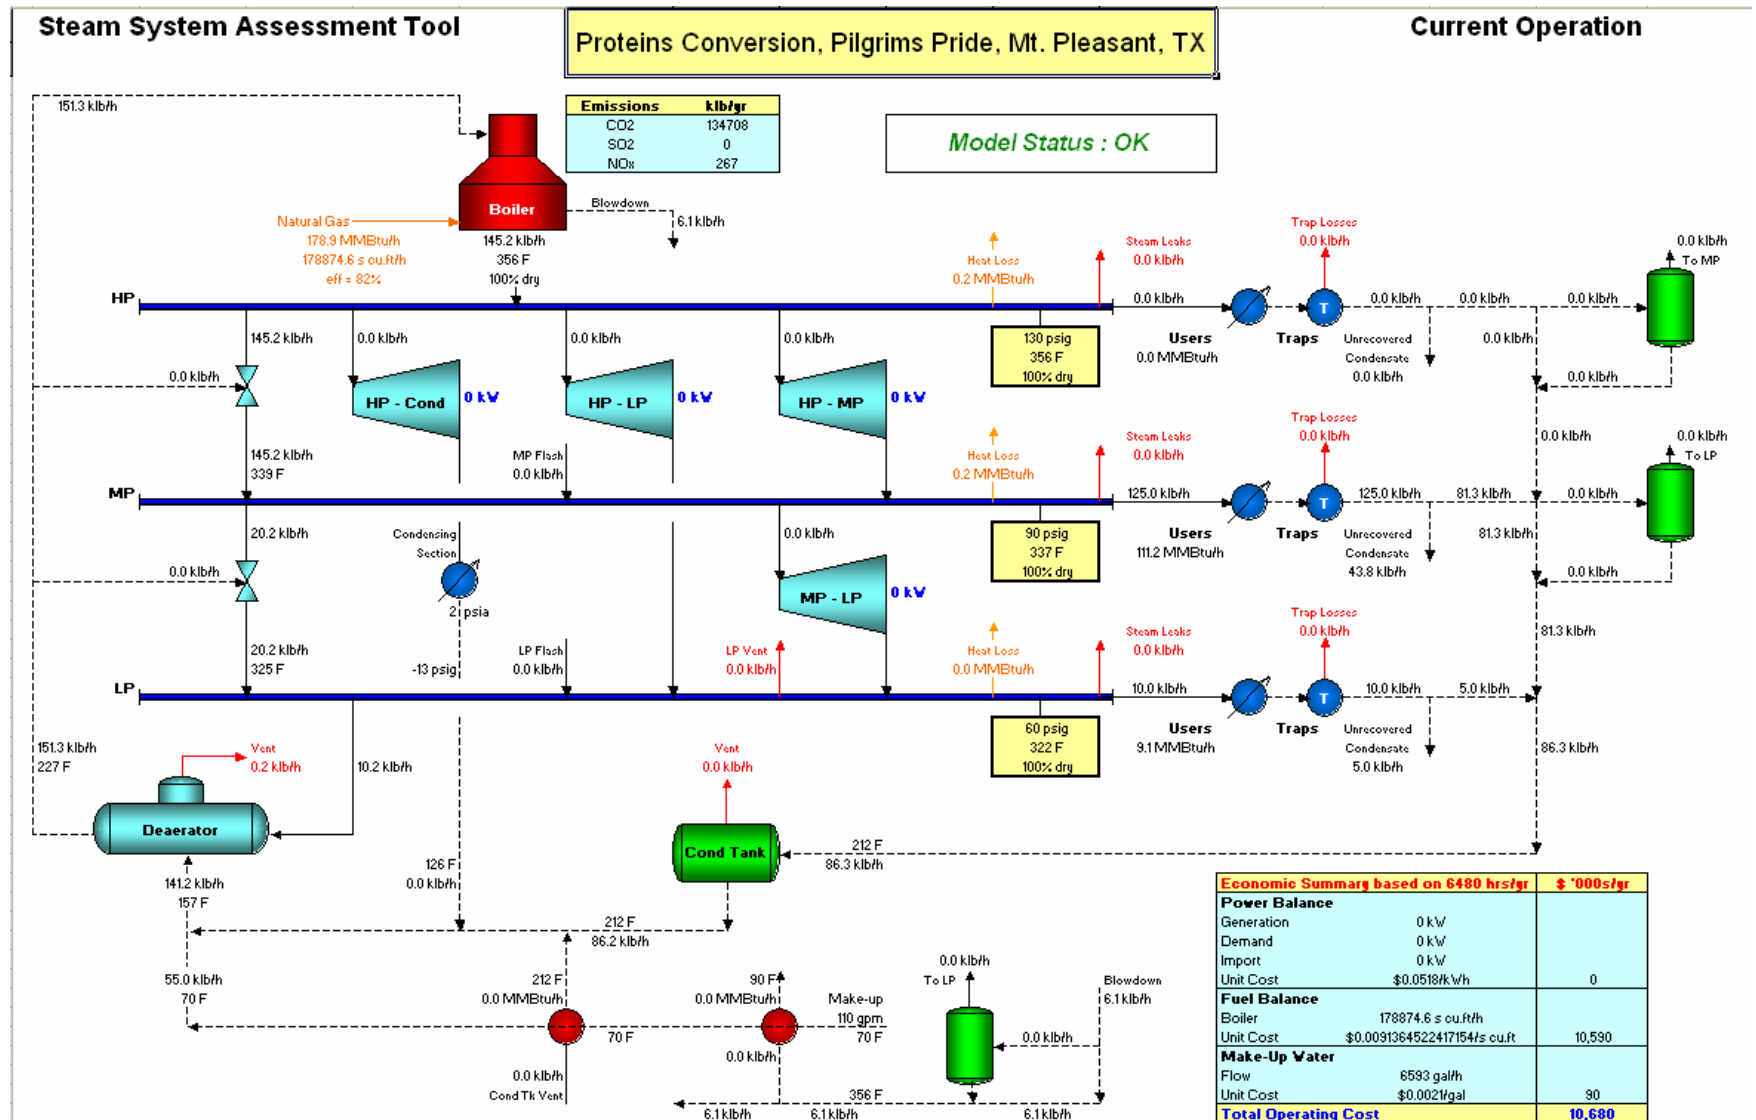 Steam System Assessment Tool
Proteins Conversion, Pilgrims Pride, Mt. Pleasant, TX
Current Operation
151.3 klb/h
Emissions klb/yr
CO2 134708
SO2 0
NOx 267
Model Status : OK
Boiler
Blowdown
6.1 klb/h
Natural Gas
178.9 MMBtu/h
178874.6 s cu.ft/h
eff = 82%
145.2 klb/h
356 F
100% dry
Heat Loss
0.2 MMBtu/h
Steam Leaks
0.0 klb/h
Trap Losses
0.0 klb/h
0.0 klb/h
To MP
HP
0.0 klb/h
T
0.0 klb/h
0.0 klb/h
0.0 klb/h
145.2 klb/h
0.0 klb/h
0.0 klb/h
0.0 klb/h
130 psig
356 F
100% dry
Users
0.0 MMBtu/h
Traps
Unrecovered
Condensate
0.0 klb/h
0.0 klb/h
0.0 klb/h
0.0 klb/h
HP - Cond
0 kW
HP - LP
0 kW
HP - MP
0 kW
145.2 klb/h
339 F
MP Flash
0.0 klb/h
Heat Loss
0.2 MMBtu/h
Steam Leaks
0.0 klb/h
Trap Losses
0.0 klb/h
0.0 klb/h
0.0 klb/h
To LP
MP
125.0 klb/h
T
125.0 klb/h
81.3 klb/h
0.0 klb/h
20.2 klb/h
Condensing
Section
0.0 klb/h
90 psig
337 F
100% dry
Users
111.2 MMBtu/h
Traps
Unrecovered
Condensate
43.8 klb/h
81.3 klb/h
0.0 klb/h
0.0 klb/h
2 psia
MP - LP
0 kW
20.2 klb/h
325 F
-13 psig
LP Flash
0.0 klb/h
LP Vent
0.0 klb/h
Heat Loss
0.0 MMBtu/h
Steam Leaks
0.0 klb/h
Trap Losses
0.0 klb/h
81.3 klb/h
LP
10.0 klb/h
T
10.0 klb/h
5.0 klb/h
60 psig
322 F
100% dry
Users
9.1 MMBtu/h
Traps
Unrecovered
Condensate
5.0 klb/h
86.3 klb/h
151.3 klb/h
227 F
Vent
0.2 klb/h
10.2 klb/h
Vent
0.0 klb/h
Deaerator
Cond Tank
212 F
86.3 klb/h
141.2 klb/h
157 F
126 F
0.0 klb/h
212 F
86.2 klb/h
55.0 klb/h
70 F
212 F
0.0 MMBtu/h
90 F
0.0 MMBtu/h
Make-up
110 gpm
70 F
70 F
0.0 klb/h
To LP
Blowdown
6.1 klb/h
0.0 klb/h
0.0 klb/h
0.0 klb/h
Cond Tk Vent
356 F
6.1 klb/h
6.1 klb/h
6.1 klb/h
Economic Summary based on 6480 hrs/yr $ '000s/yr
Power Balance
Generation 0 kW
Demand 0 kW
Import 0 kW
Unit Cost $0.0518/kWh 0
Fuel Balance
Boiler 178874.6 s cu.ft/h
Unit Cost $0.0091364522417154/s cu.ft 10,590
Make-Up Water
Flow 6593 gal/h
Unit Cost $0.0021/gal 90
Total Operating Cost 10,680